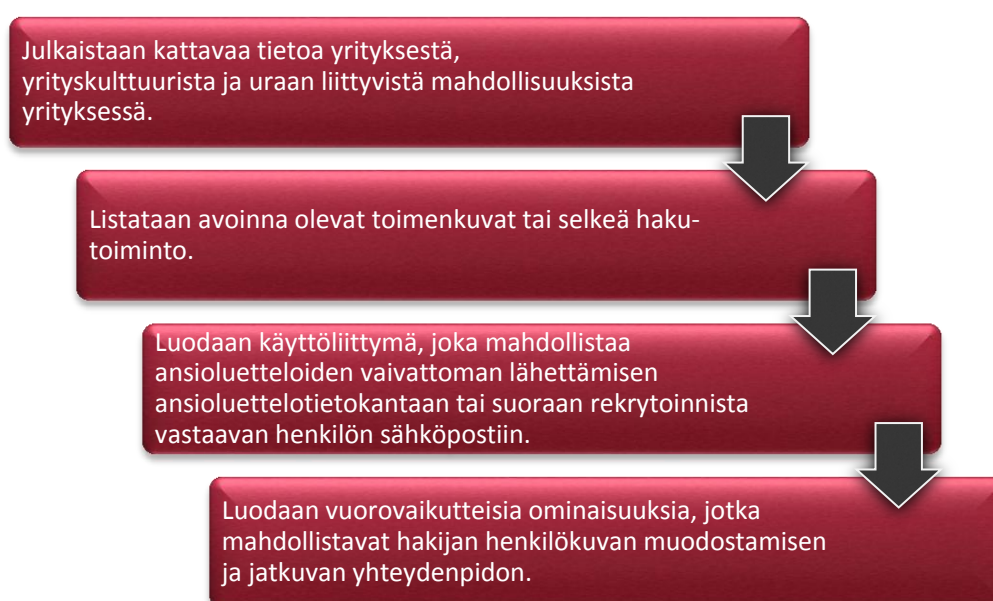 Julkaistaan kattavaa tietoa yrityksestä,
yrityskulttuurista ja uraan liittyvistä mahdollisuuksista
yrityksessä.
Listataan avoinna olevat toimenkuvat tai selkeä haku-
toiminto.
Luodaan käyttöliittymä, joka mahdollistaa
ansioluetteloiden vaivattoman lähettämisen
ansioluettelotietokantaan tai suoraan rekrytoinnista
vastaavan henkilön sähköpostiin.
Luodaan vuorovaikutteisia ominaisuuksia, jotka
mahdollistavat hakijan henkilökuvan muodostamisen
ja jatkuvan yhteydenpidon.